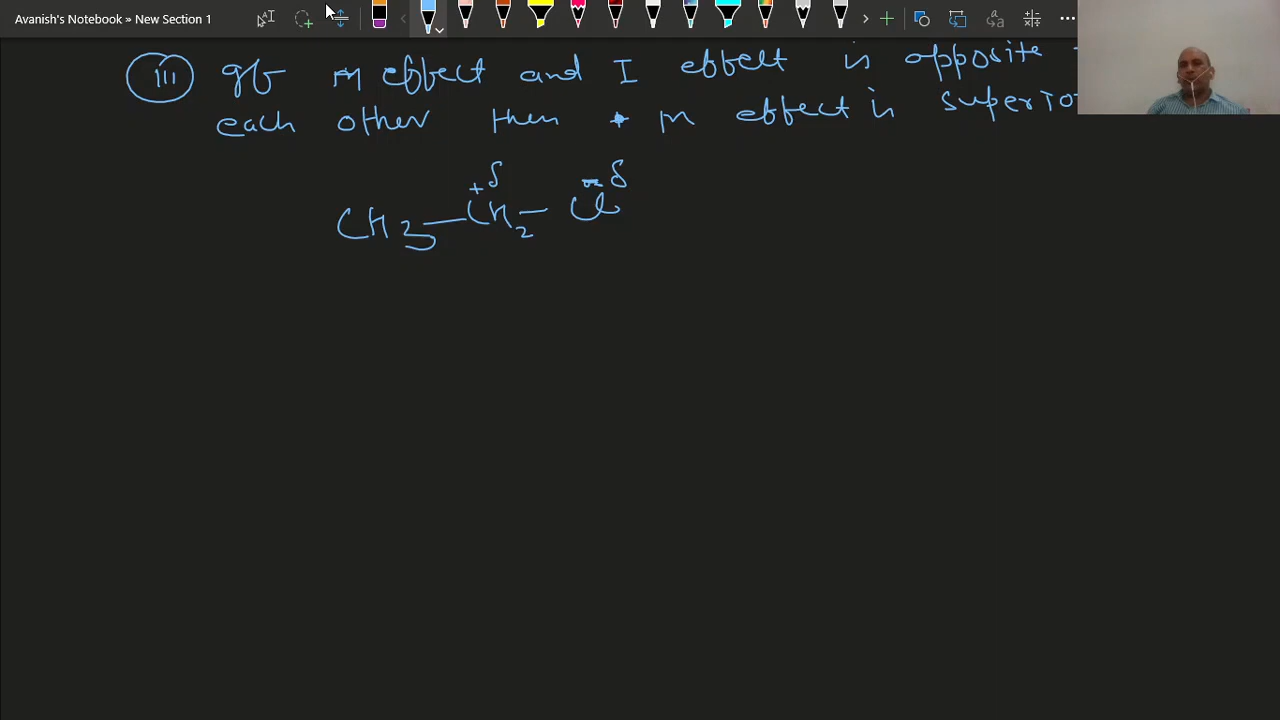 Avanish's Notebook » New Section 1
III gf m effect and I effect is opposite
each other then + m effect is superior
+δ -δ
CH3—CH2—Cl